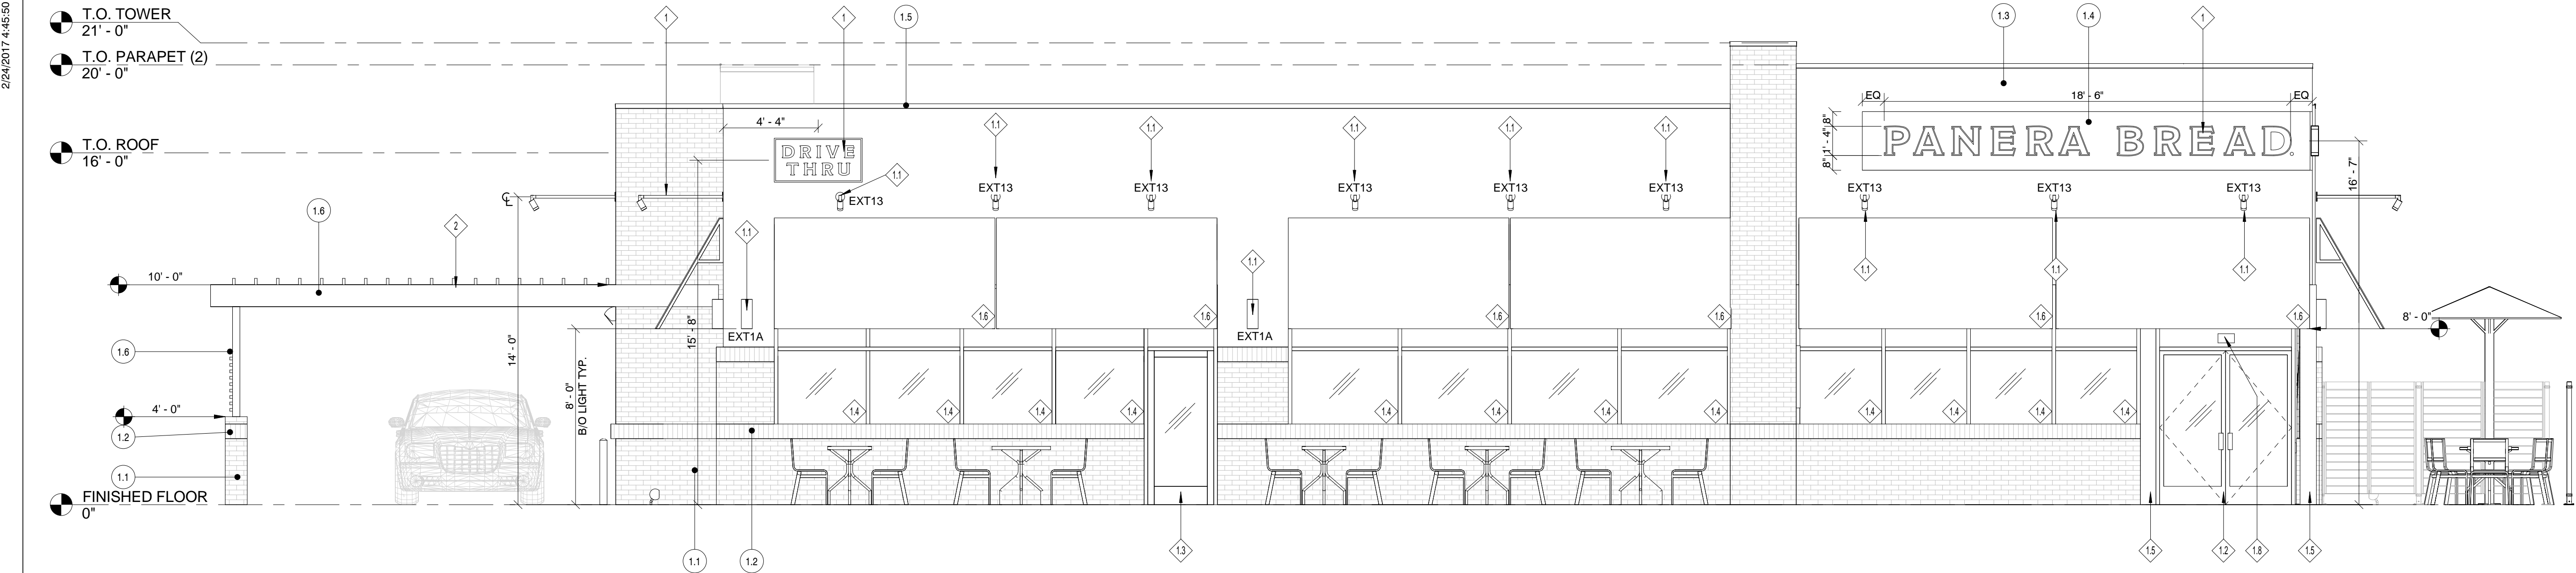 2/24/2017 4:45:50
T.O. TOWER
21' - 0"
T.O. PARAPET (2)
20' - 0"
T.O. ROOF
16' - 0"
10' - 0"
4' - 0"
FINISHED FLOOR
0"
1.6
2
1.6
1.2
1.1
1
1
1.5
1.3
1.4
1
4' - 4"
DRIVE
THRU
1.1
EXT13
1.1
EXT13
1.1
EXT13
1.1
EXT13
1.1
EXT13
1.1
EXT13
EQ
18' - 6"
EQ
8"
1' - 4"
8"
PANERA BREAD.
16' - 7"
EXT13
EXT13
EXT13
1.1
1.1
1.1
CL
14' - 0"
8' - 0"
B/O LIGHT TYP.
15' - 8"
1.1
EXT1A
1.1
EXT1A
1.6
1.6
1.6
1.6
1.6
1.6
8' - 0"
1.4
1.4
1.4
1.4
1.4
1.4
1.4
1.4
1.4
1.4
1.4
1.4
1.1
1.2
1.3
1.5
1.2
1.8
1.5